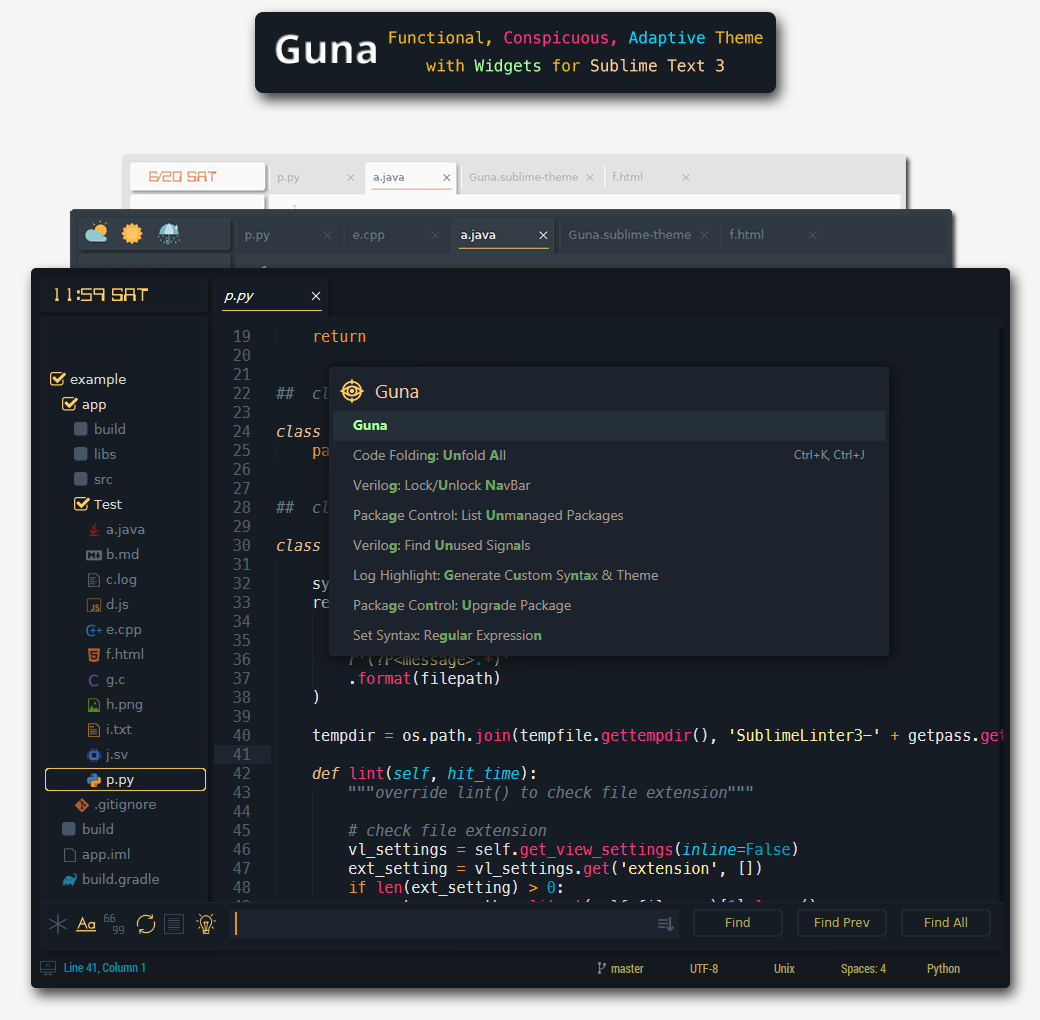 Guna
Functional, Conspicuous, Adaptive Theme
with Widgets for Sublime Text 3
6/20 SAT
p.py
a.java
Guna.sublime-theme
f.html
p.py
e.cpp
a.java
Guna.sublime-theme
f.html
11:59 SAT
p.py
example
app
build
libs
src
Test
a.java
b.md
c.log
d.js
e.cpp
f.html
g.c
h.png
i.txt
j.sv
p.py
.gitignore
build
app.iml
build.gradle
19 return
20
21
22 ## cl
23
24 class
25 pa
26
27
28 ## cl
29
30 class
31
32 sy
33 re
34
35
36 r'(?P<message>.*)'
37 .format(filepath)
38 )
39
40 tempdir = os.path.join(tempfile.gettempdir(), 'SublimeLinter3-' + getpass.get
41
42 def lint(self, hit_time):
43 """override lint() to check file extension"""
44
45 # check file extension
46 vl_settings = self.get_view_settings(inline=False)
47 ext_setting = vl_settings.get('extension', [])
48 if len(ext_setting) > 0:
Guna
Guna
Code Folding: Unfold All Ctrl+K, Ctrl+J
Verilog: Lock/Unlock NavBar
Package Control: List Unmanaged Packages
Verilog: Find Unused Signals
Log Highlight: Generate Custom Syntax & Theme
Package Control: Upgrade Package
Set Syntax: Regular Expression
Aa
66
99
Find
Find Prev
Find All
Line 41, Column 1
master
UTF-8
Unix
Spaces: 4
Python